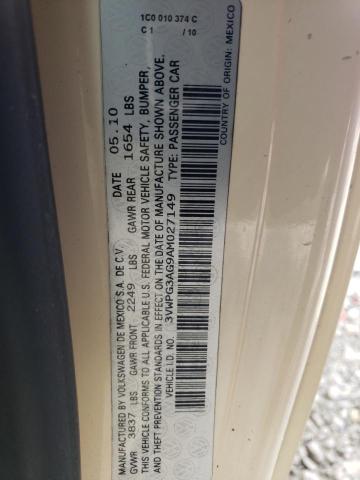 1C0 010 374 C
C 1 / 10
MANUFACTURED BY VOLKSWAGEN DE MEXICO S.A. DE C.V. DATE 05.10
GVWR 3837 LBS GAWR FRONT 2249 LBS GAWR REAR 1654 LBS
THIS VEHICLE CONFORMS TO ALL APPLICABLE U.S. FEDERAL MOTOR VEHICLE SAFETY, BUMPER,
AND THEFT PREVENTION STANDARDS IN EFFECT ON THE DATE OF MANUFACTURE SHOWN ABOVE.
VEHICLE I.D. NO. 3VWPG3AG9AM027149 TYPE: PASSENGER CAR
COUNTRY OF ORIGIN: MEXICO